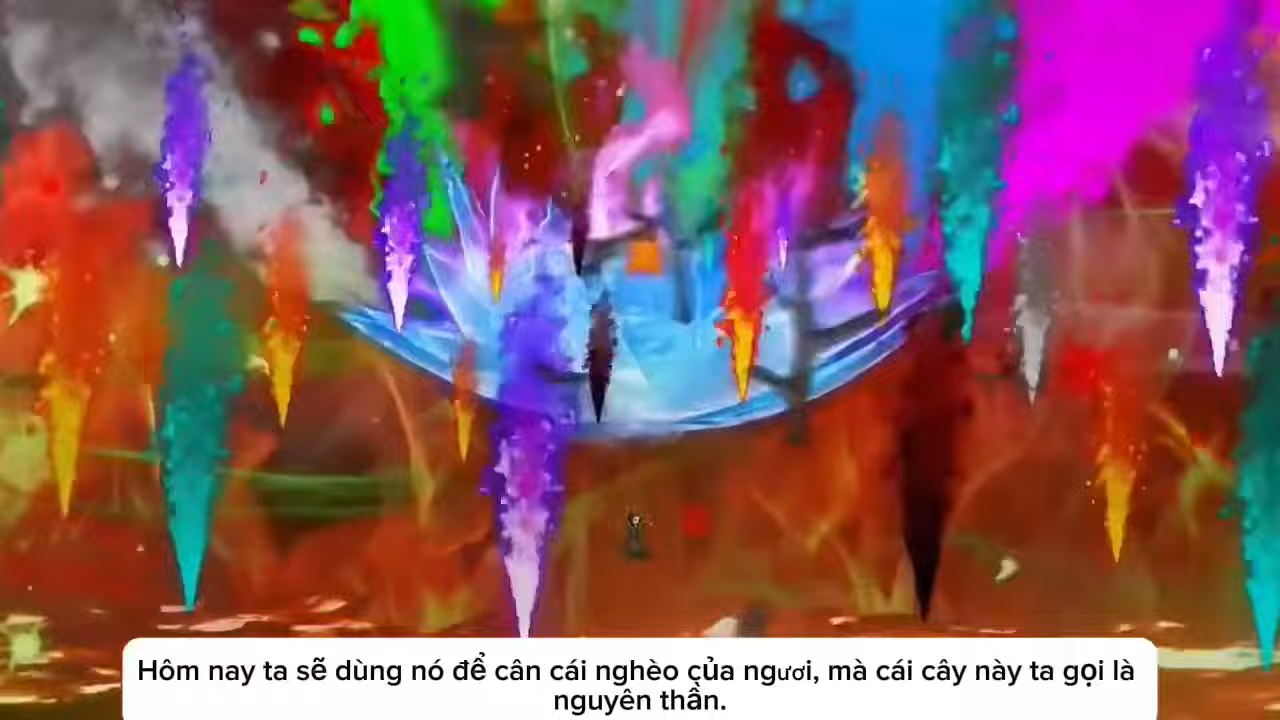 Hôm nay ta sẽ dùng nó để cân cái nghèo của ngươi, mà cái cây này ta gọi là
nguyên thần.